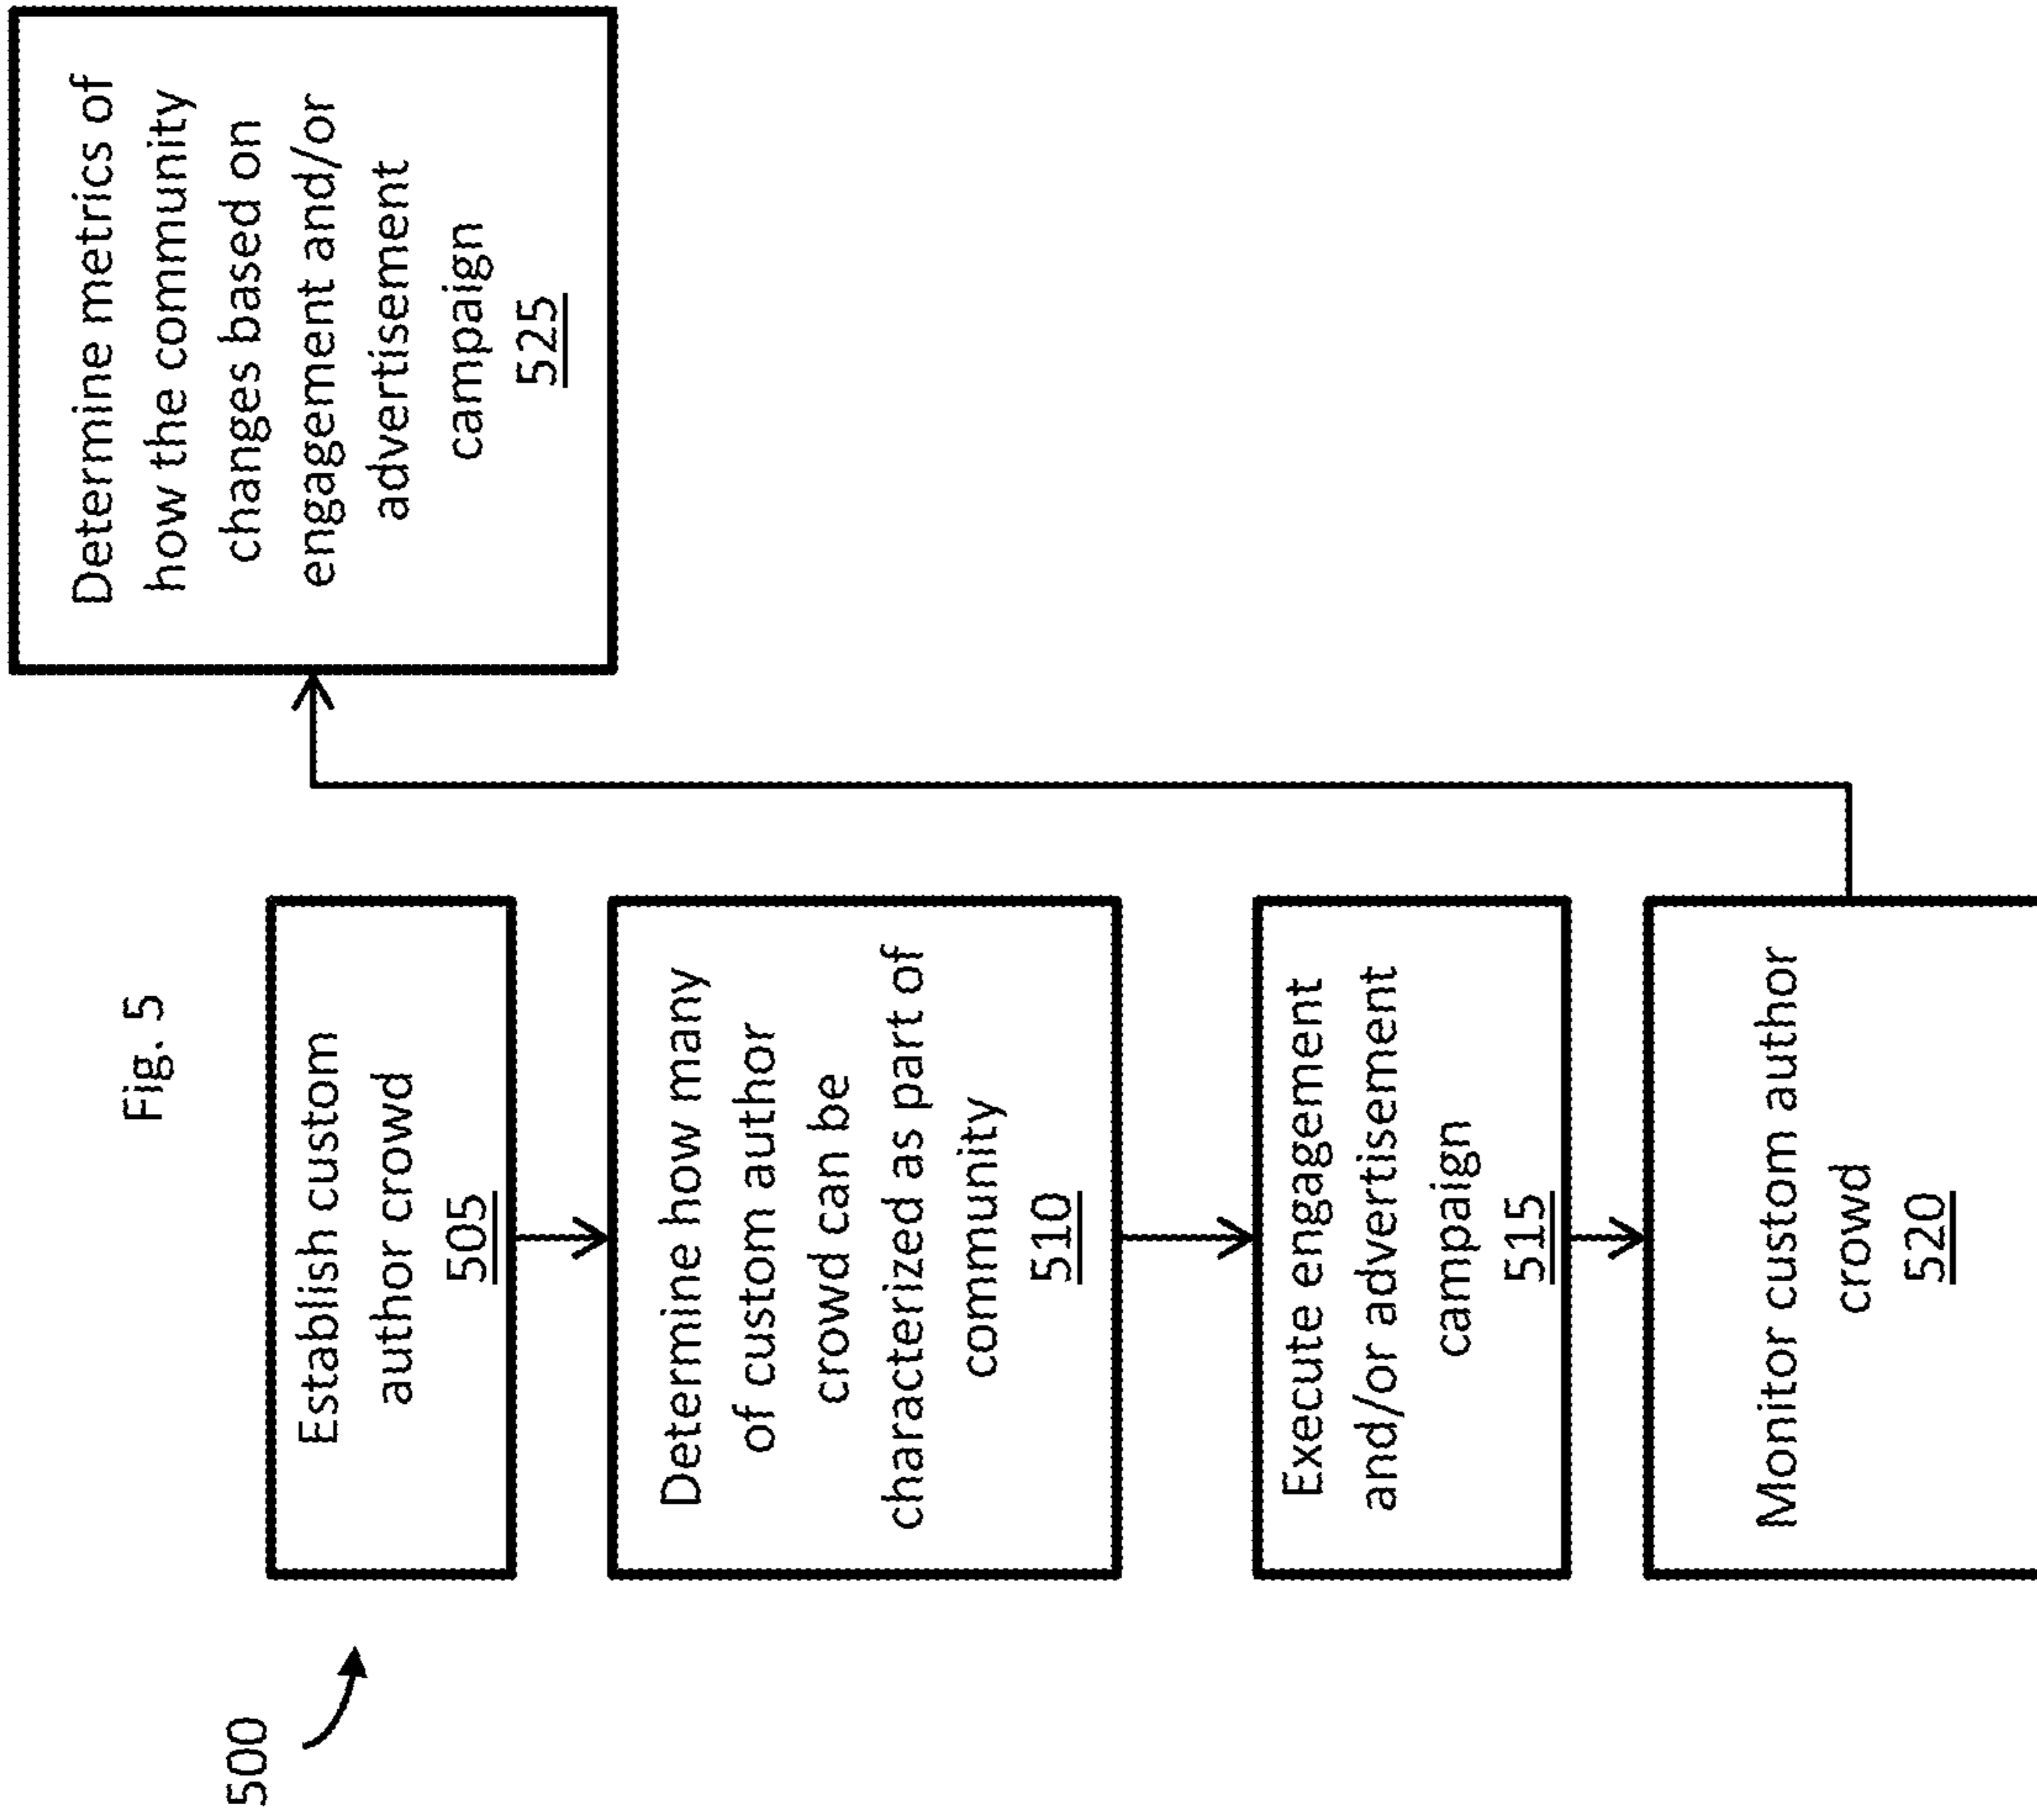 Fig. 5
500
Establish custom
author crowd
505
Determine how many
of custom author
crowd can be
characterized as part of
community
510
Execute engagement
and/or advertisement
campaign
515
Monitor custom author
crowd
520
Determine metrics of
how the community
changes based on
engagement and/or
advertisement
campaign
525